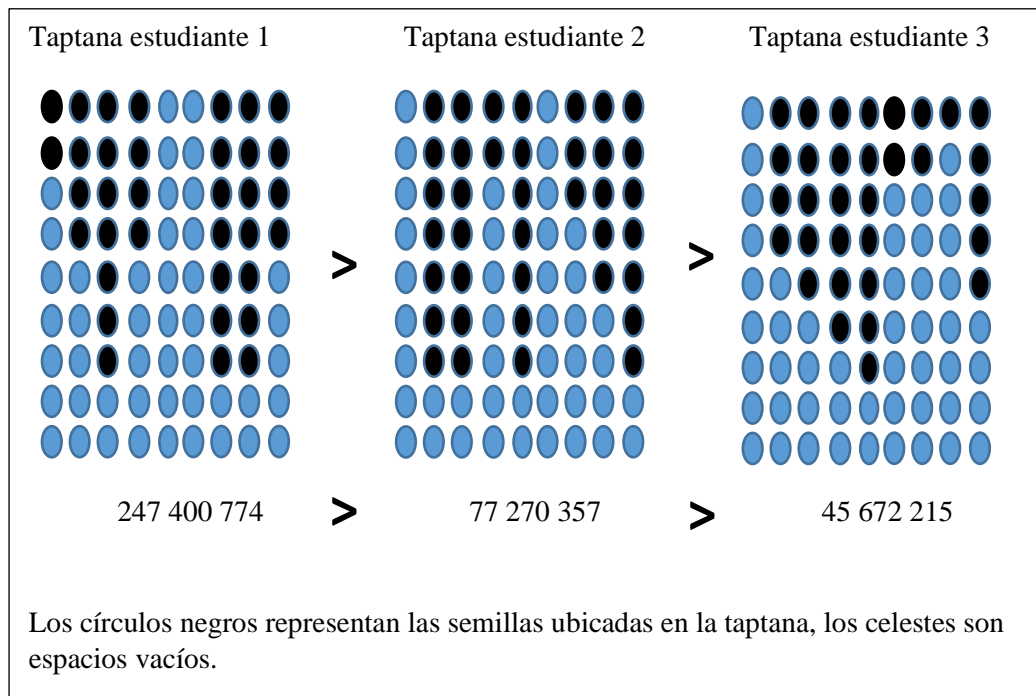 Taptana estudiante 1 Taptana estudiante 2 Taptana estudiante 3
> >
247 400 774 > 77 270 357 > 45 672 215
Los círculos negros representan las semillas ubicadas en la taptana, los celestes son
espacios vacíos.